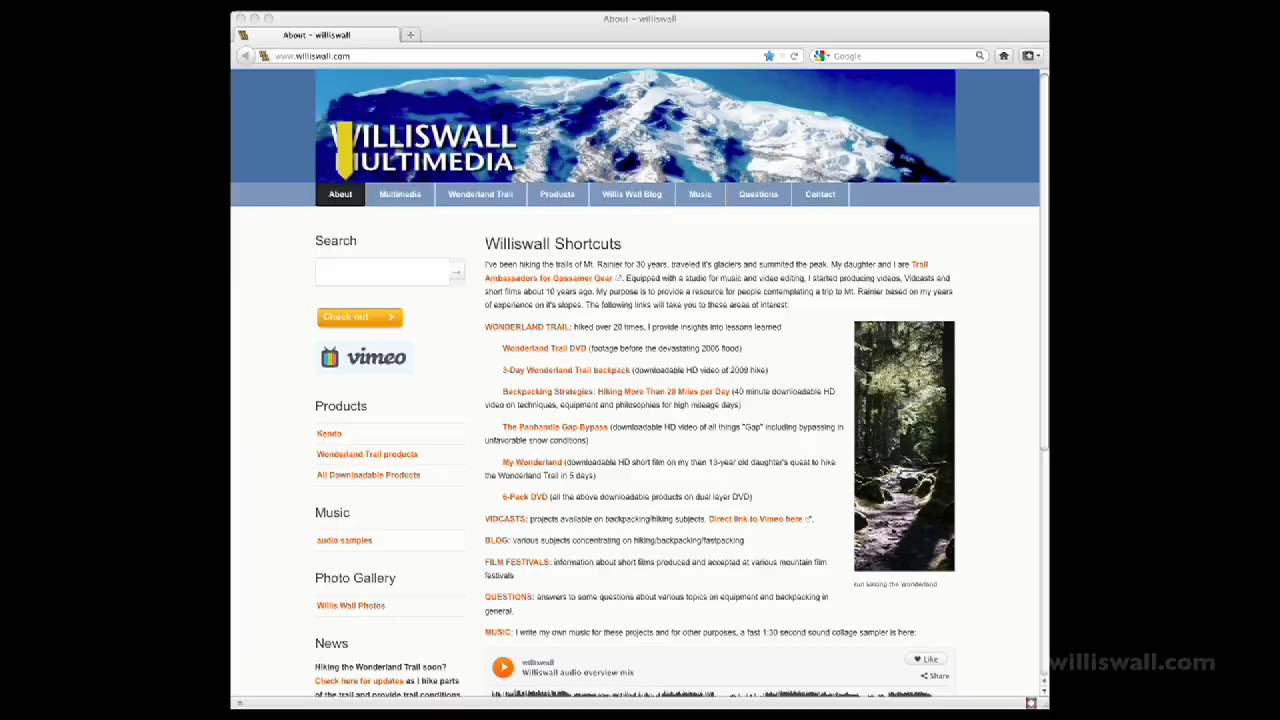 About – williswall
About – williswall
www.williswall.com
Google
WILLISWALL
MULTIMEDIA
About Multimedia Wonderland Trail Products Willis Wall Blog Music Questions Contact
Search
Check out
vimeo
Products
Kendo
Wonderland Trail products
All Downloadable Products
Music
audio samples
Photo Gallery
Willis Wall Photos
News
Hiking the Wonderland Trail soon?
Check here for updates as I hike parts
of the trail and provide trail conditions
Williswall Shortcuts
I've been hiking the trails of Mt. Rainier for 30 years, traveled it's glaciers and summited the peak. My daughter and I are Trail
Ambassadors for Gossamer Gear. Equipped with a studio for music and video editing, I started producing videos, Vidcasts and
short films about 10 years ago. My purpose is to provide a resource for people contemplating a trip to Mt. Rainier based on my years
of experience on it's slopes. The following links will take you to these areas of interest:
WONDERLAND TRAIL: hiked over 20 times, I provide insights into lessons learned
Wonderland Trail DVD (footage before the devastating 2006 flood)
3-Day Wonderland Trail backpack (downloadable HD video of 2009 hike)
Backpacking Strategies: Hiking More Than 20 Miles per Day (40 minute downloadable HD
video on techniques, equipment and philosophies for high mileage days)
The Panhandle Gap Bypass (downloadable HD video of all things "Gap" including bypassing in
unfavorable snow conditions)
My Wonderland (downloadable HD short film on my than 13-year old daughter's quest to hike
the Wonderland Trail in 5 days)
6-Pack DVD (all the above downloadable products on dual layer DVD)
VIDCASTS: projects available on backpacking/hiking subjects. Direct link to Vimeo here.
BLOG: various subjects concentrating on hiking/backpacking/fastpacking
FILM FESTIVALS: information about short films produced and accepted at various mountain film
festivals
QUESTIONS: answers to some questions about various topics on equipment and backpacking in
general.
MUSIC: I write my own music for these projects and for other purposes, a fast 1:30 second sound collage sampler is here:
sun kissing the Wonderland
williswall
Williswall audio overview mix
Like
Share
williswall.com